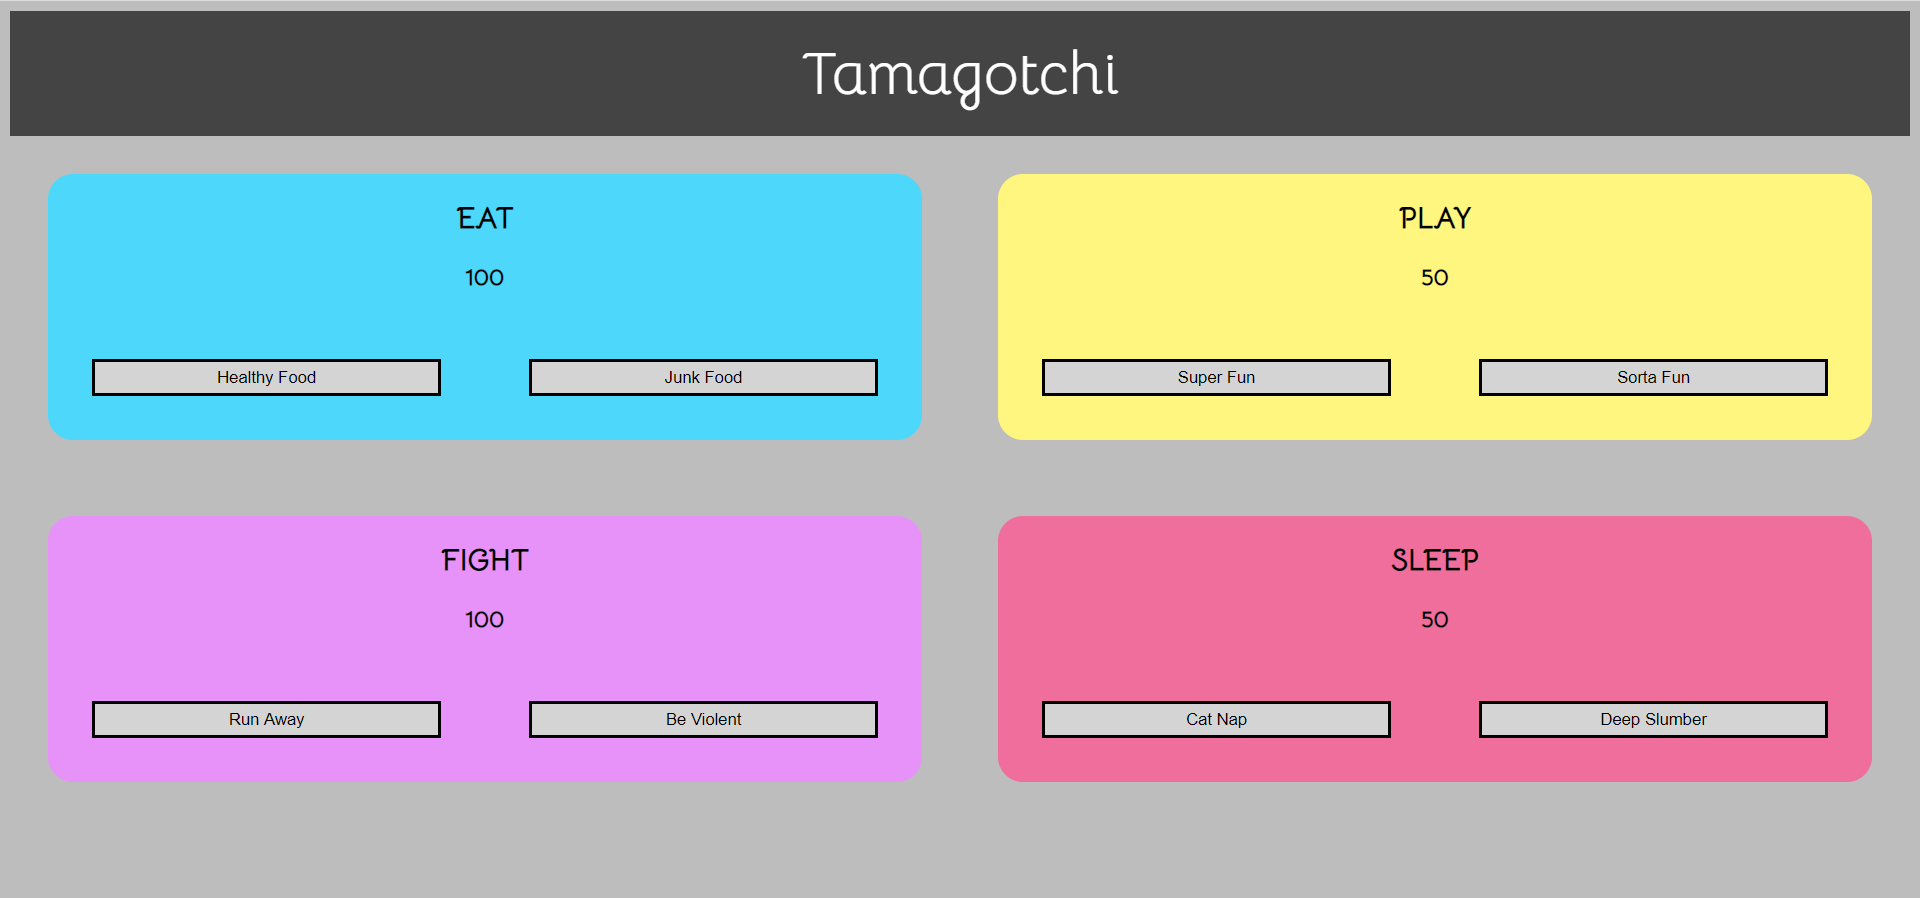 Tamagotchi
EAT
100
Healthy Food
Junk Food
PLAY
50
Super Fun
Sorta Fun
FIGHT
100
Run Away
Be Violent
SLEEP
50
Cat Nap
Deep Slumber